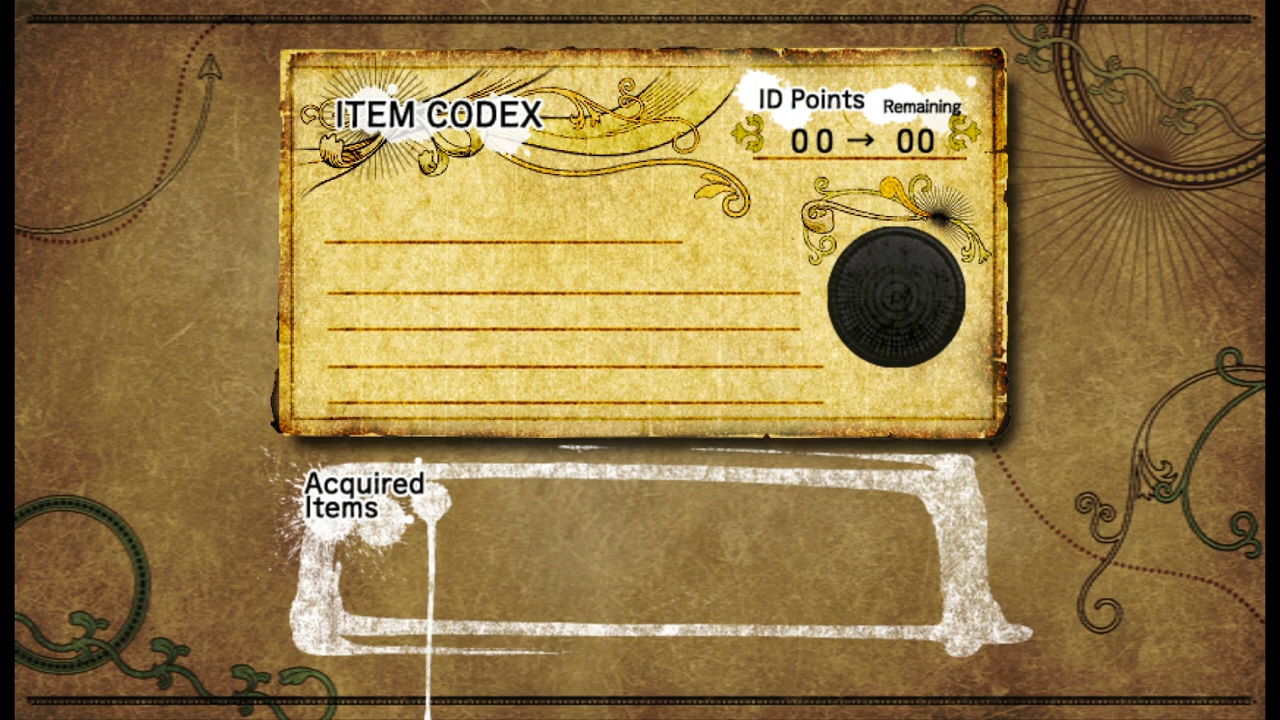 ITEM CODEX
ID Points Remaining
00 → 00
Acquired
Items